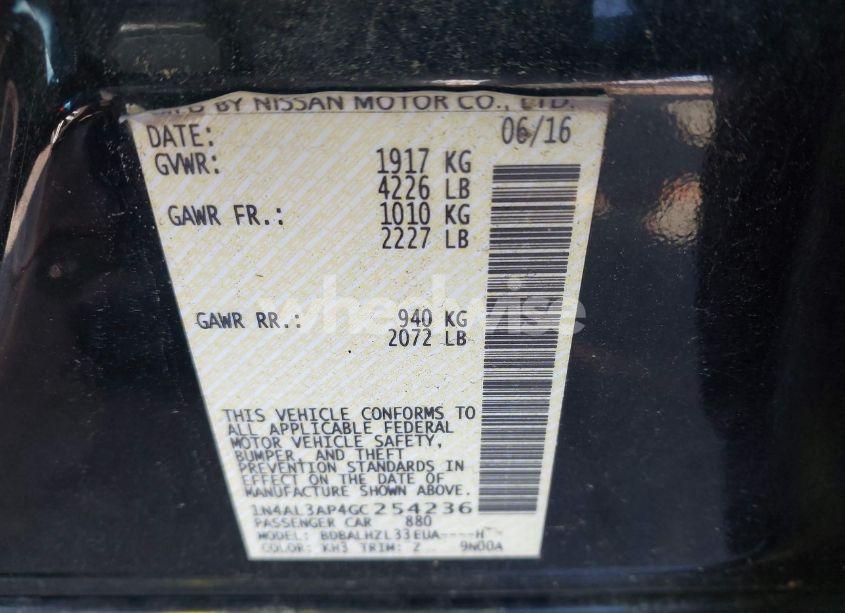 MFD BY NISSAN MOTOR CO., LTD.
DATE: 06/16
GVWR: 1917 KG
4226 LB
GAWR FR.: 1010 KG
2227 LB
GAWR RR.: 940 KG
2072 LB
wheelwise
THIS VEHICLE CONFORMS TO
ALL APPLICABLE FEDERAL
MOTOR VEHICLE SAFETY,
BUMPER, AND THEFT
PREVENTION STANDARDS IN
EFFECT ON THE DATE OF
MANUFACTURE SHOWN ABOVE.
1N4AL3AP4GC254236
PASSENGER CAR 880
MODEL: BDBALHZL33EUA----H
COLOR: KH3 TRIM: Z 9N00A